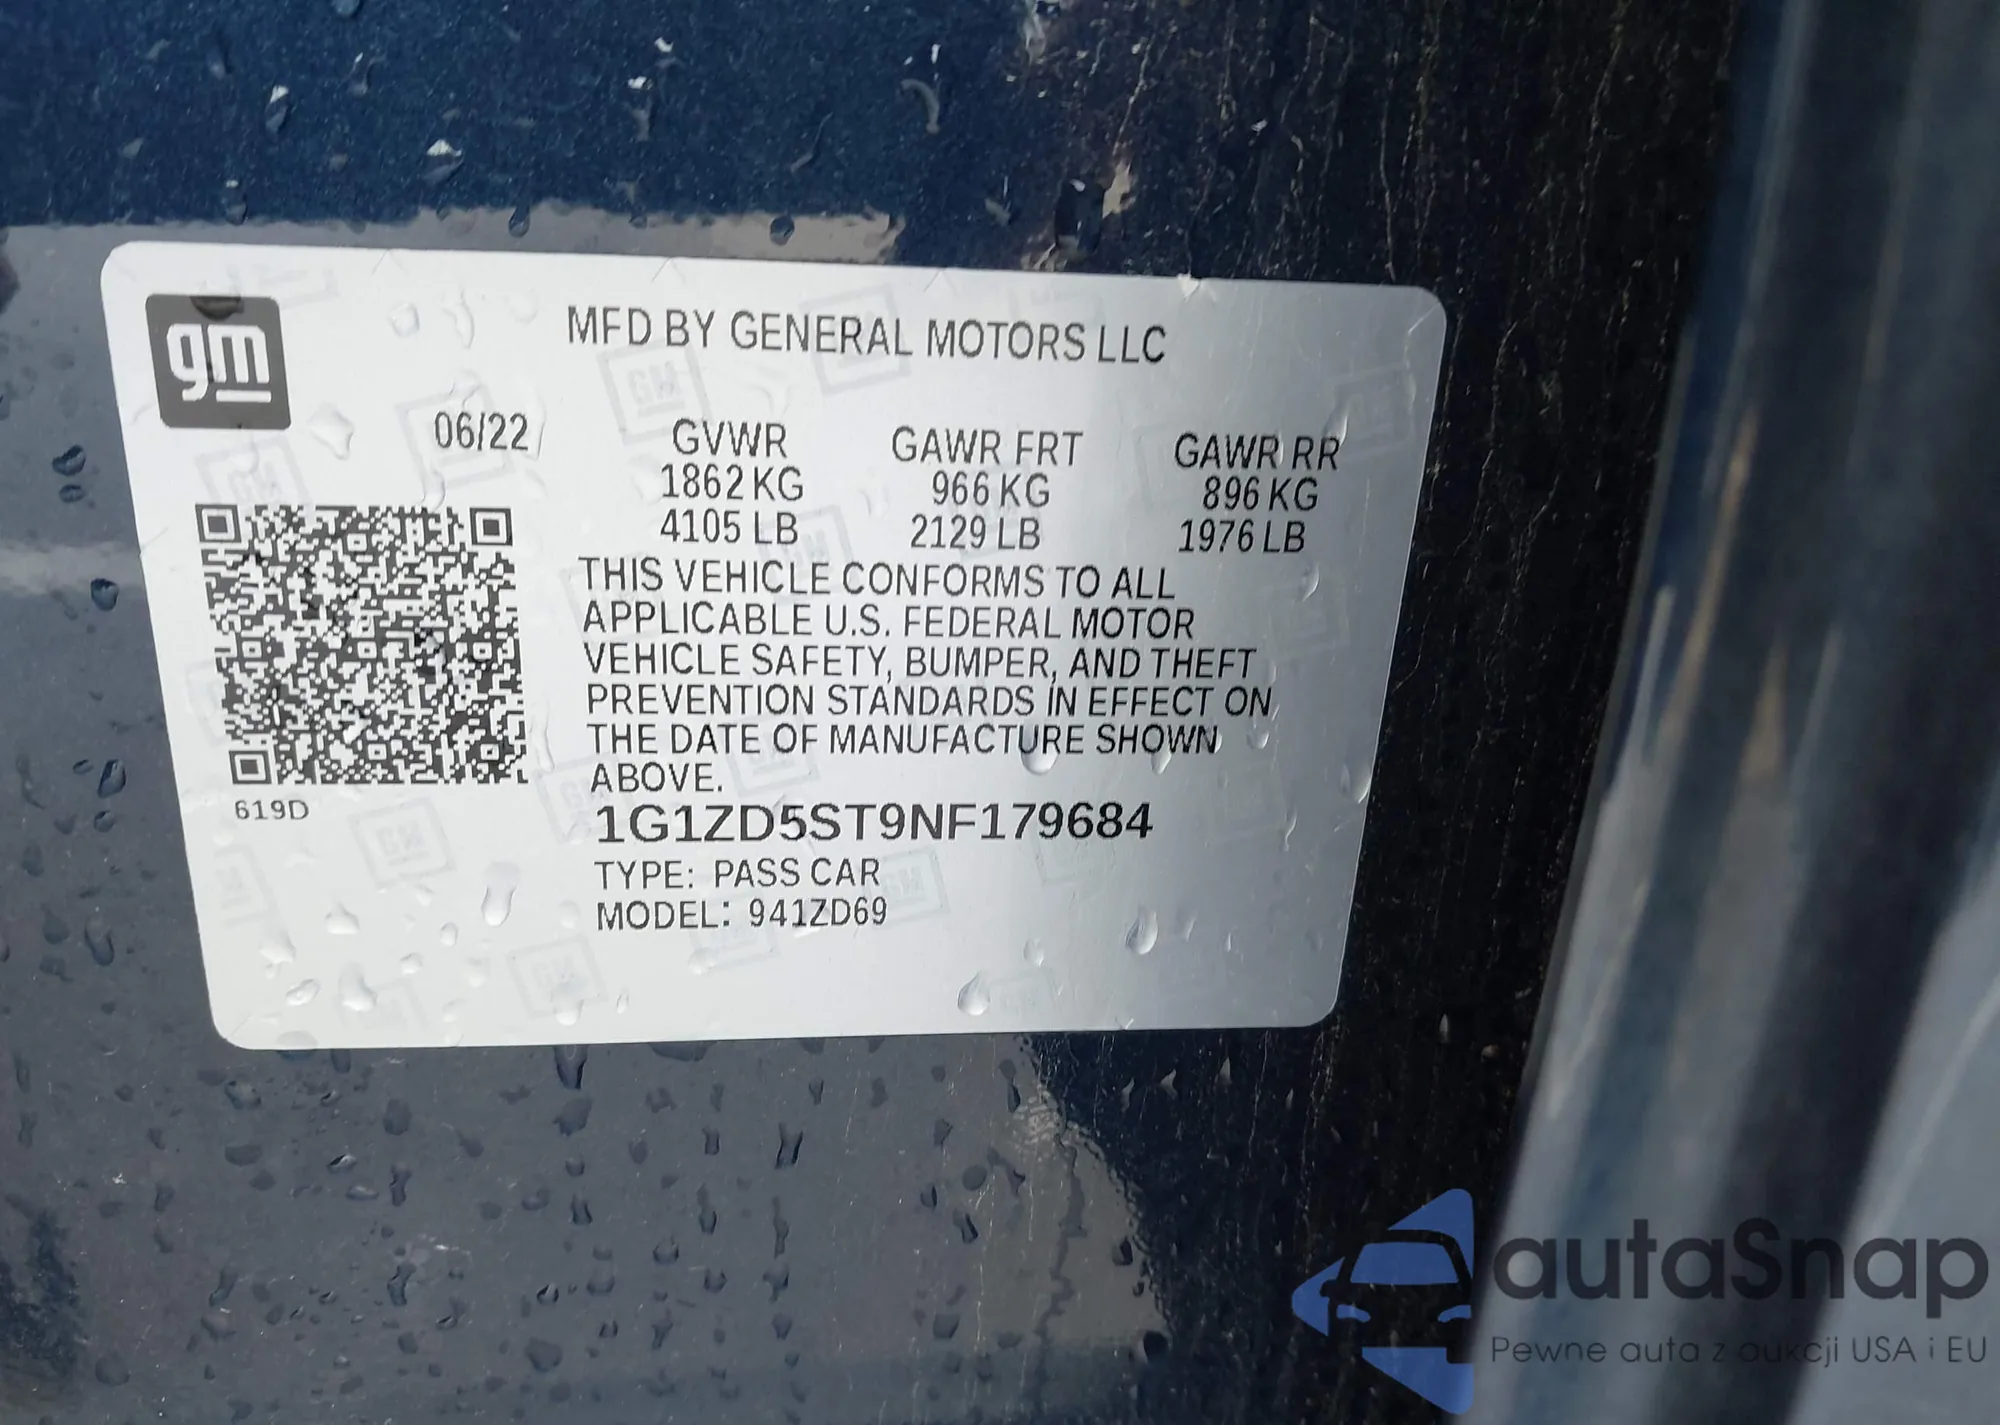 gm
MFD BY GENERAL MOTORS LLC
06/22 GVWR GAWR FRT GAWR RR
1862 KG 966 KG 896 KG
4105 LB 2129 LB 1976 LB
THIS VEHICLE CONFORMS TO ALL
APPLICABLE U.S. FEDERAL MOTOR
VEHICLE SAFETY, BUMPER, AND THEFT
PREVENTION STANDARDS IN EFFECT ON
THE DATE OF MANUFACTURE SHOWN
ABOVE.
619D
1G1ZD5ST9NF179684
TYPE: PASS CAR
MODEL: 941ZD69
autaSnap
Pewne auta z aukcji USA i EU